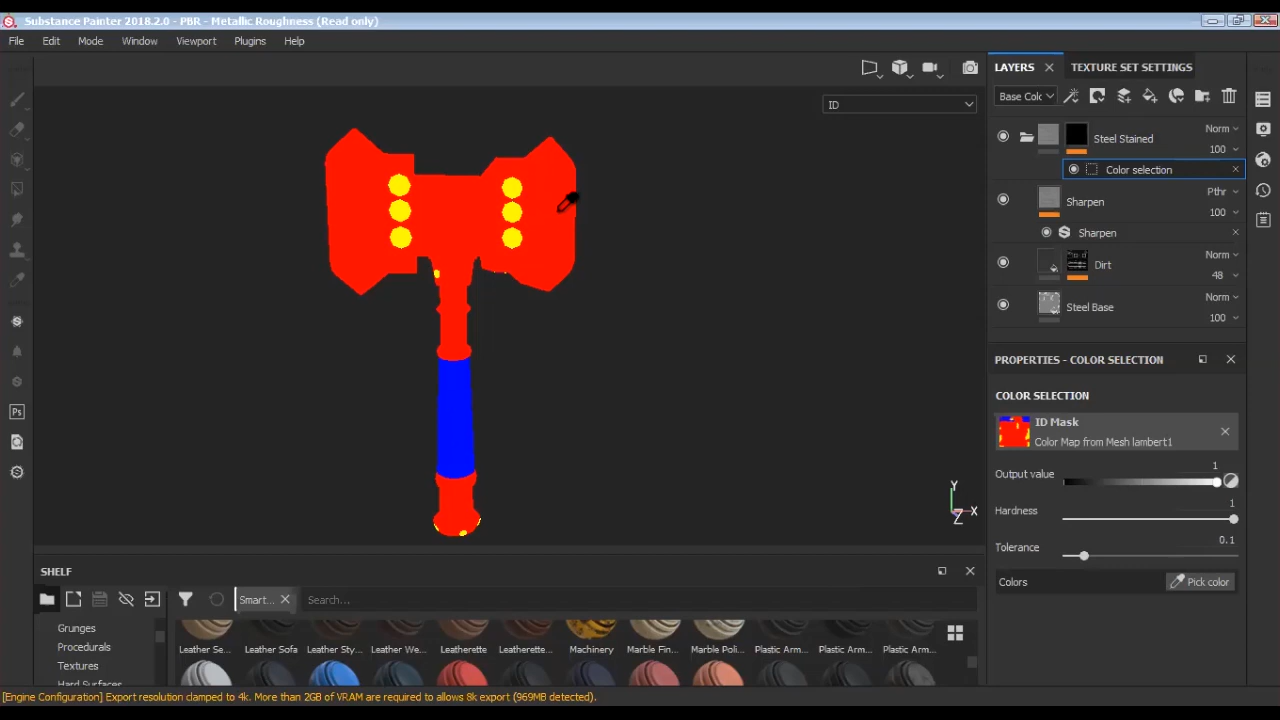 Substance Painter 2018.2.0 - PBR - Metallic Roughness (Read only)
File Edit Mode Window Viewport Plugins Help
LAYERS TEXTURE SET SETTINGS
Base Colc
ID
Steel Stained Norm
100
Color selection
Sharpen Pthr
100
Sharpen
Dirt Norm
48
Steel Base Norm
100
PROPERTIES - COLOR SELECTION
COLOR SELECTION
ID Mask
Color Map from Mesh lambert1
Output value 1
Hardness 1
Tolerance 0.1
Colors Pick color
Y
X
Z
SHELF
Ps
Smart... Search...
Grunges
Procedurals
Textures
Hard Surfaces
Leather Se... Leather Sofa Leather Sty... Leather We... Leatherette Leatherette... Machinery Marble Fin... Marble Poli... Plastic Arm... Plastic Arm... Plastic Arm...
[Engine Configuration] Export resolution clamped to 4k. More than 2GB of VRAM are required to allows 8k export (969MB detected).